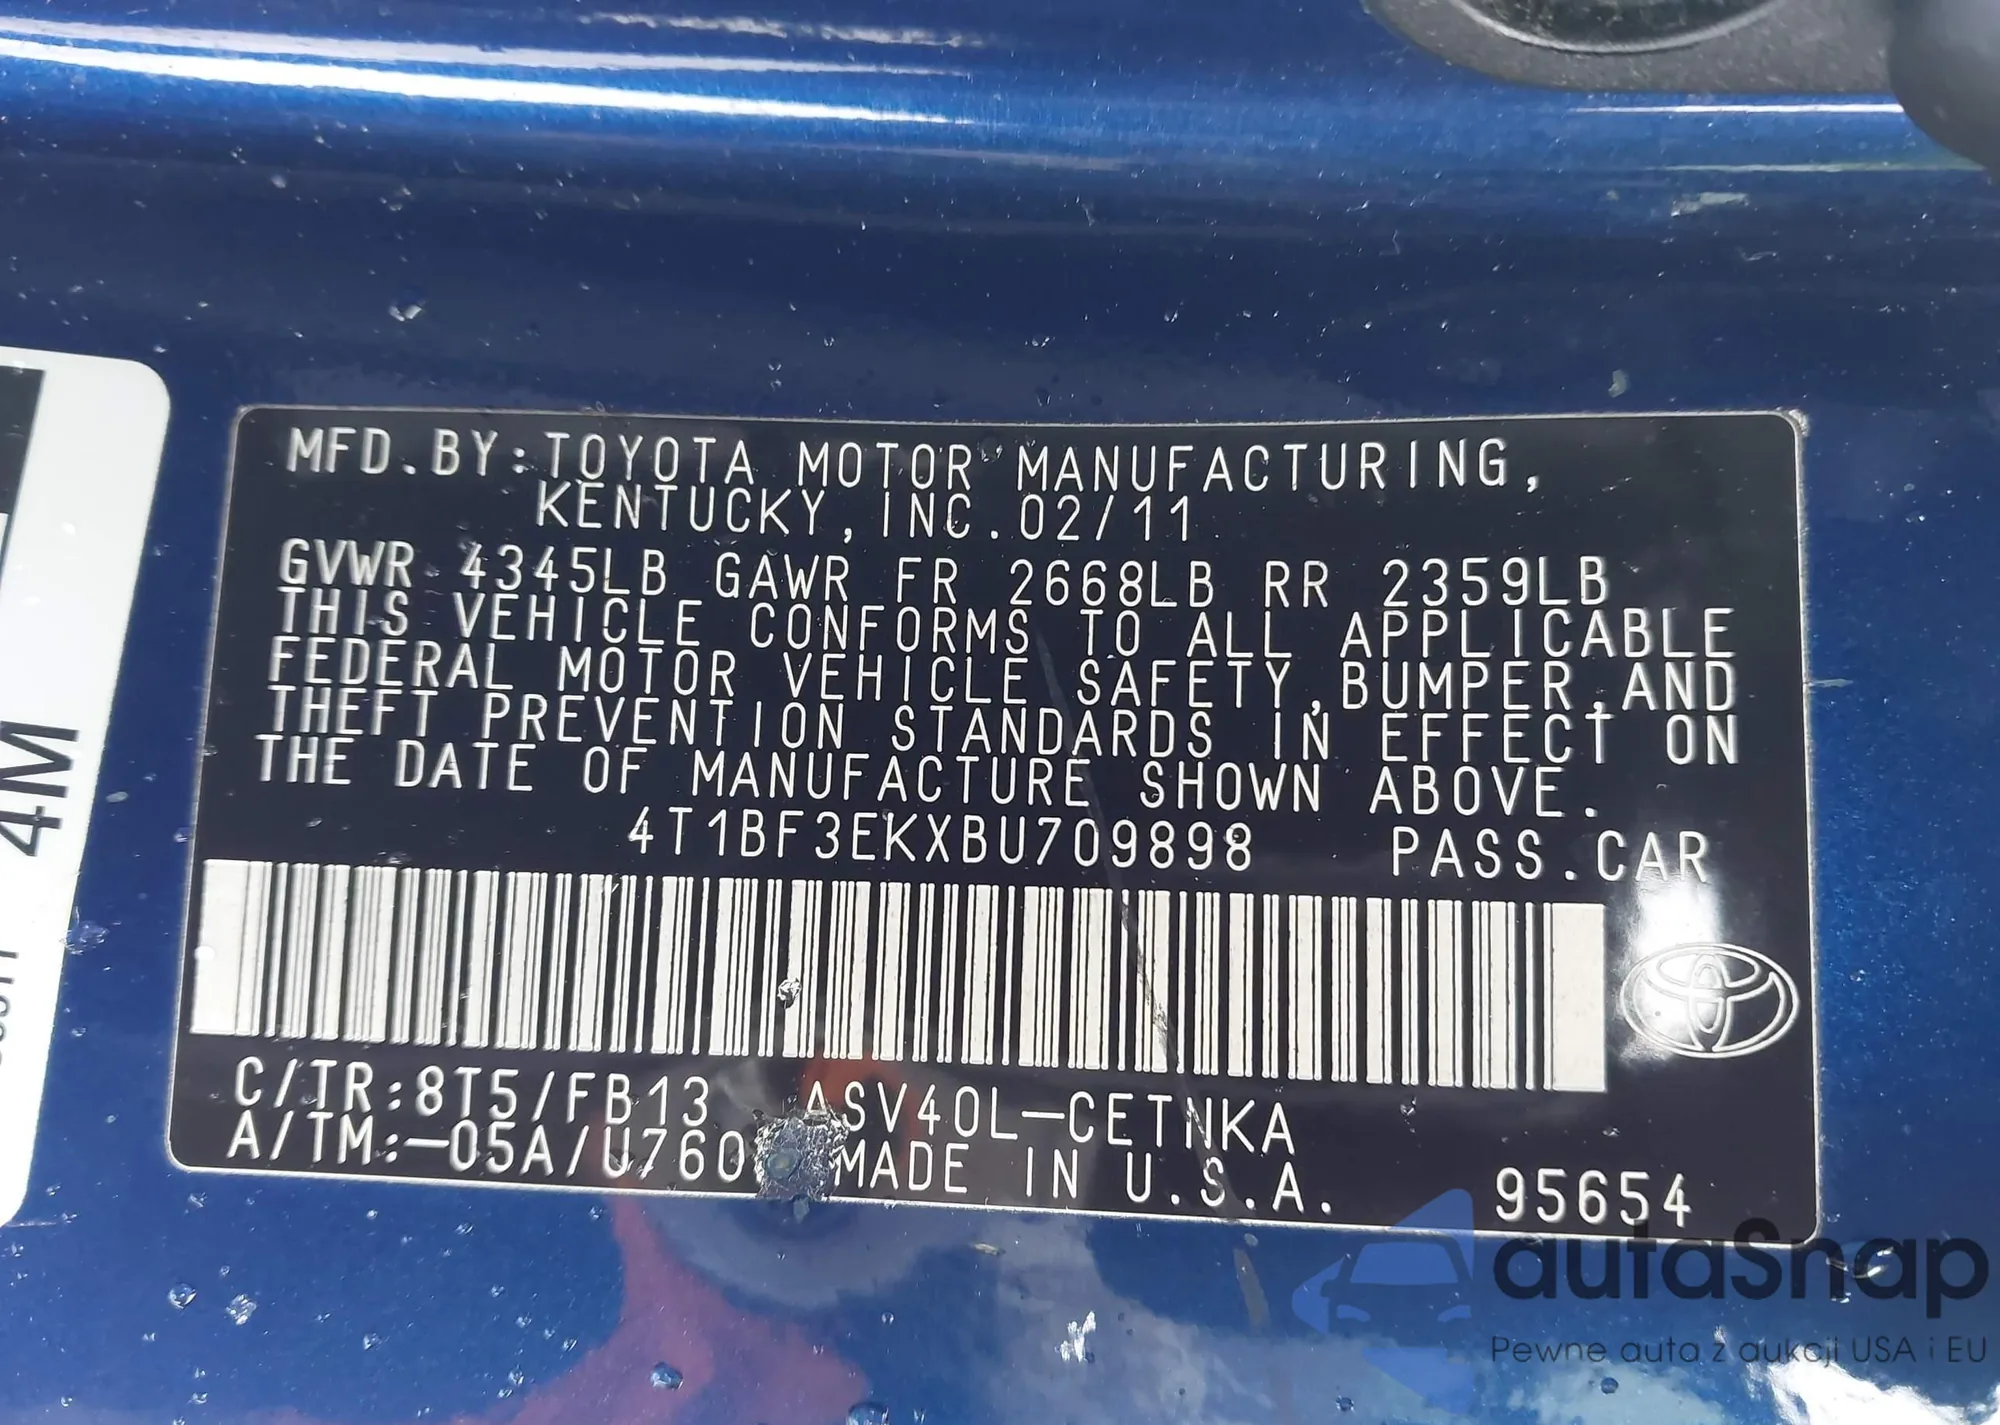 MFD.BY:TOYOTA MOTOR MANUFACTURING,
KENTUCKY,INC.02/11
GVWR 4345LB GAWR FR 2668LB RR 2359LB
THIS VEHICLE CONFORMS TO ALL APPLICABLE
FEDERAL MOTOR VEHICLE SAFETY,BUMPER,AND
THEFT PREVENTION STANDARDS IN EFFECT ON
THE DATE OF MANUFACTURE SHOWN ABOVE.
4T1BF3EKXBU709898 PASS.CAR
C/TR:8T5/FB13 ASV40L-CETNKA
A/TM:-05A/U760 MADE IN U.S.A. 95654
4M
autaSnap
Pewne auta z aukcji USA i EU